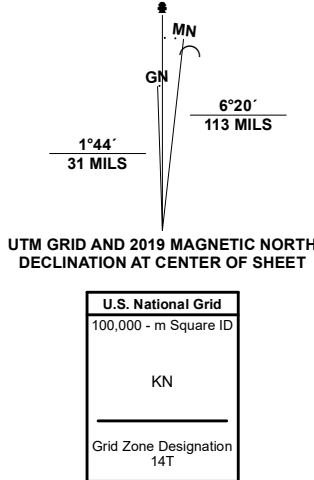 MN
GN
6°20´
113 MILS
1°44´
31 MILS
UTM GRID AND 2019 MAGNETIC NORTH
DECLINATION AT CENTER OF SHEET
U.S. National Grid
100,000 - m Square ID
KN
Grid Zone Designation
14T